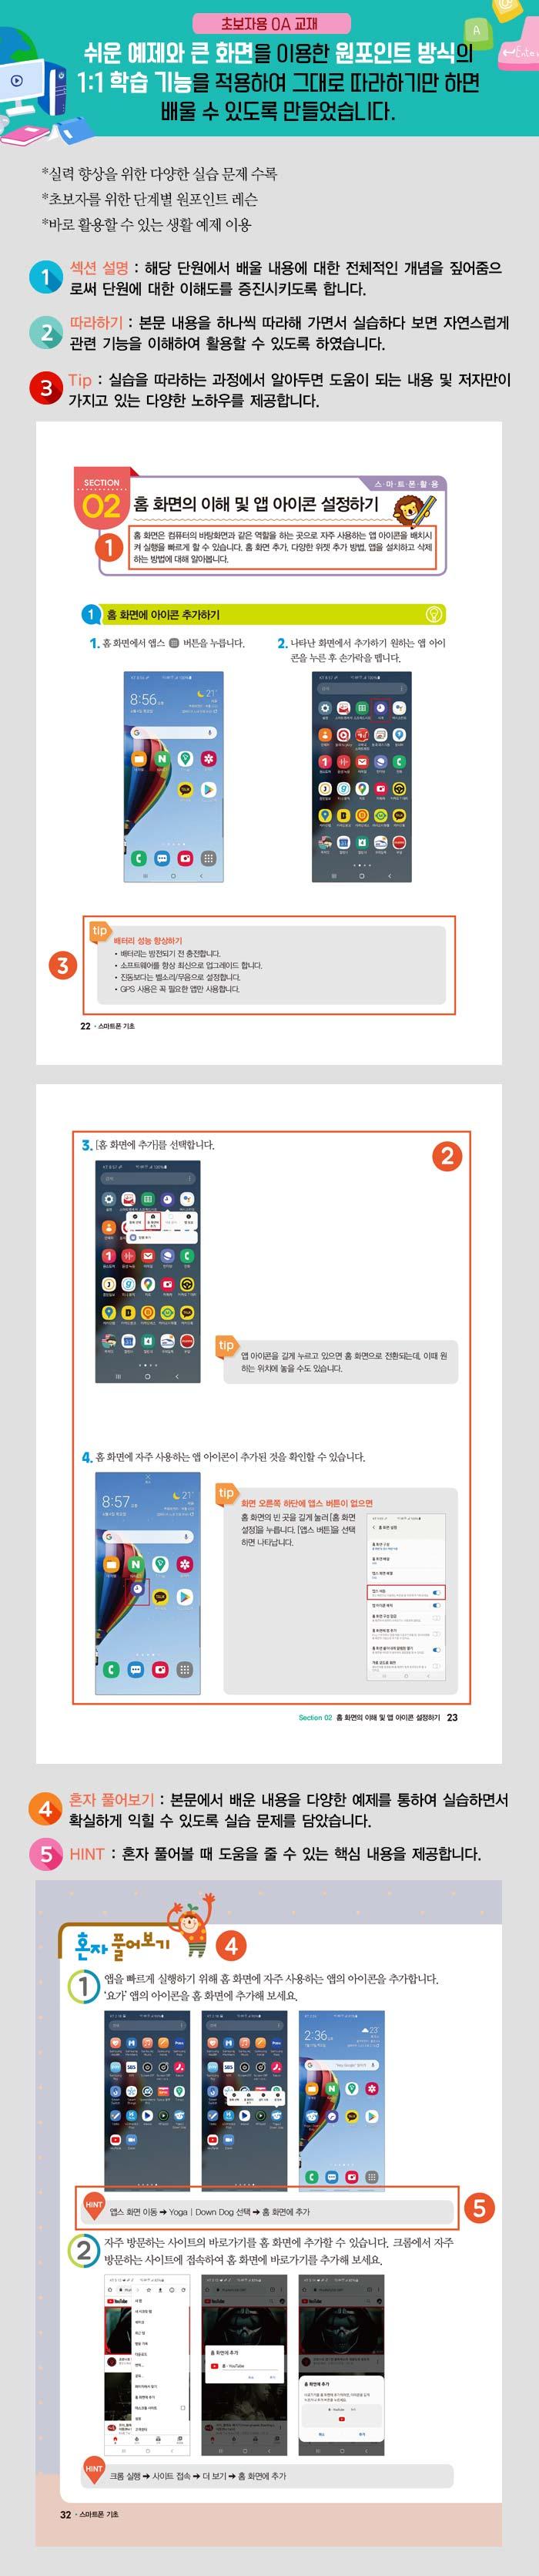 초보자용 OA 교재
쉬운 예제와 큰 화면을 이용한 원포인트 방식의
1:1 학습 기능을 적용하여 그대로 따라하기만 하면
배울 수 있도록 만들었습니다.
*실력 향상을 위한 다양한 실습 문제 수록
*초보자를 위한 단계별 원포인트 레슨
*바로 활용할 수 있는 생활 예제 이용
1 섹션 설명 : 해당 단원에서 배울 내용에 대한 전체적인 개념을 짚어줌으
로써 단원에 대한 이해도를 증진시키도록 합니다.
2 따라하기 : 본문 내용을 하나씩 따라해 가면서 실습하다 보면 자연스럽게
관련 기능을 이해하여 활용할 수 있도록 하였습니다.
3 Tip : 실습을 따라하는 과정에서 알아두면 도움이 되는 내용 및 저자만이
가지고 있는 다양한 노하우를 제공합니다.
스·마·트·폰·활·용
SECTION
02 홈 화면의 이해 및 앱 아이콘 설정하기
1
홈 화면은 컴퓨터의 바탕화면과 같은 역할을 하는 곳으로 자주 사용하는 앱 아이콘을 배치시
켜 실행을 빠르게 할 수 있습니다. 홈 화면 추가, 다양한 위젯 추가 방법, 앱을 설치하고 삭제
하는 방법에 대해 알아봅니다.
1 홈 화면에 아이콘 추가하기
1. 홈 화면에서 앱스 버튼을 누릅니다.
2. 나타난 화면에서 추가하기 원하는 앱 아이
콘을 누른 후 손가락을 뗍니다.
8:56
21°
tip
배터리 성능 향상하기
• 배터리는 방전되기 전 충전합니다.
• 소프트웨어를 항상 최신으로 업그레이드 합니다.
• 진동보다는 벨소리/무음으로 설정합니다.
• GPS 사용은 꼭 필요한 앱만 사용합니다.
3
22 · 스마트폰 기초
3. [홈 화면에 추가]를 선택합니다.
2
tip
앱 아이콘을 길게 누르고 있으면 홈 화면으로 전환되는데, 이때 원
하는 위치에 놓을 수도 있습니다.
4. 홈 화면에 자주 사용하는 앱 아이콘이 추가된 것을 확인할 수 있습니다.
8:57
21°
tip
화면 오른쪽 하단에 앱스 버튼이 없으면
홈 화면의 빈 곳을 길게 눌러 [홈 화면
설정]을 누릅니다. [앱스 버튼]을 선택
하면 나타납니다.
Section 02 홈 화면의 이해 및 앱 아이콘 설정하기 23
4 혼자 풀어보기 : 본문에서 배운 내용을 다양한 예제를 통하여 실습하면서
확실하게 익힐 수 있도록 실습 문제를 담았습니다.
5 HINT : 혼자 풀어볼 때 도움을 줄 수 있는 핵심 내용을 제공합니다.
혼자 풀어보기
4
1 앱을 빠르게 실행하기 위해 홈 화면에 자주 사용하는 앱의 아이콘을 추가합니다.
'요가' 앱의 아이콘을 홈 화면에 추가해 보세요.
2:36
23°
HINT
앱스 화면 이동 ➔ Yoga | Down Dog 선택 ➔ 홈 화면에 추가
5
2 자주 방문하는 사이트의 바로가기를 홈 화면에 추가할 수 있습니다. 크롬에서 자주
방문하는 사이트에 접속하여 홈 화면에 바로가기를 추가해 보세요.
YouTube
홈 화면에 추가
홈 화면에 추가
HINT
크롬 실행 ➔ 사이트 접속 ➔ 더 보기 ➔ 홈 화면에 추가
32 · 스마트폰 기초